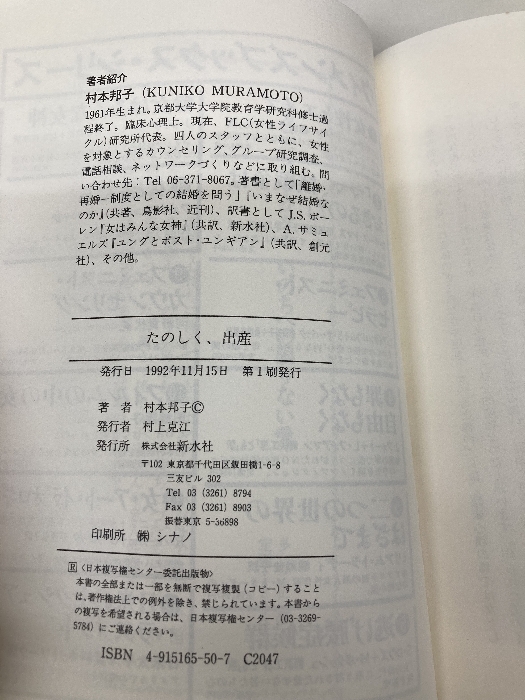 著者紹介
村本邦子 (KUNIKO MURAMOTO)
1961年生まれ。京都大学大学院教育学研究科修士過
程終了。臨床心理士。現在、FLC(女性ライフサイ
クル)研究所代表。四人のスタッフとともに、女性
を対象とするカウンセリング、グループ研究調査、
電話相談、ネットワークづくりなどに取り組む。問
い合わせ先:Tel 06-371-8067。著書として『離婚・
再婚―制度としての結婚を問う』『いまなぜ結婚な
のか』(共著、鳥影社、近刊)、訳書としてJ.S.ボー
レン『女はみんな女神』(共訳、新水社)、A.サミュ
エルズ『ユングとポスト・ユンギアン』(共訳、創元
社)、その他。
たのしく、出産
発行日 1992年11月15日 第1刷発行
著者 村本邦子©
発行者 村上克江
発行所 株式会社新水社
〒102 東京都千代田区飯田橋1-6-8
三友ビル 302
Tel 03 (3261) 8794
Fax 03 (3261) 8903
振替東京 5-36898
印刷所 ㈱ シナノ
R〈日本複写権センター委託出版物〉
本書の全部または一部を無断で複写複製(コピー)すること
は、著作権法上での例外を除き、禁じられています。本書から
の複写を希望される場合は、日本複写権センター(03-3269-
5784)にご連絡ください。
ISBN 4-915165-50-7 C2047